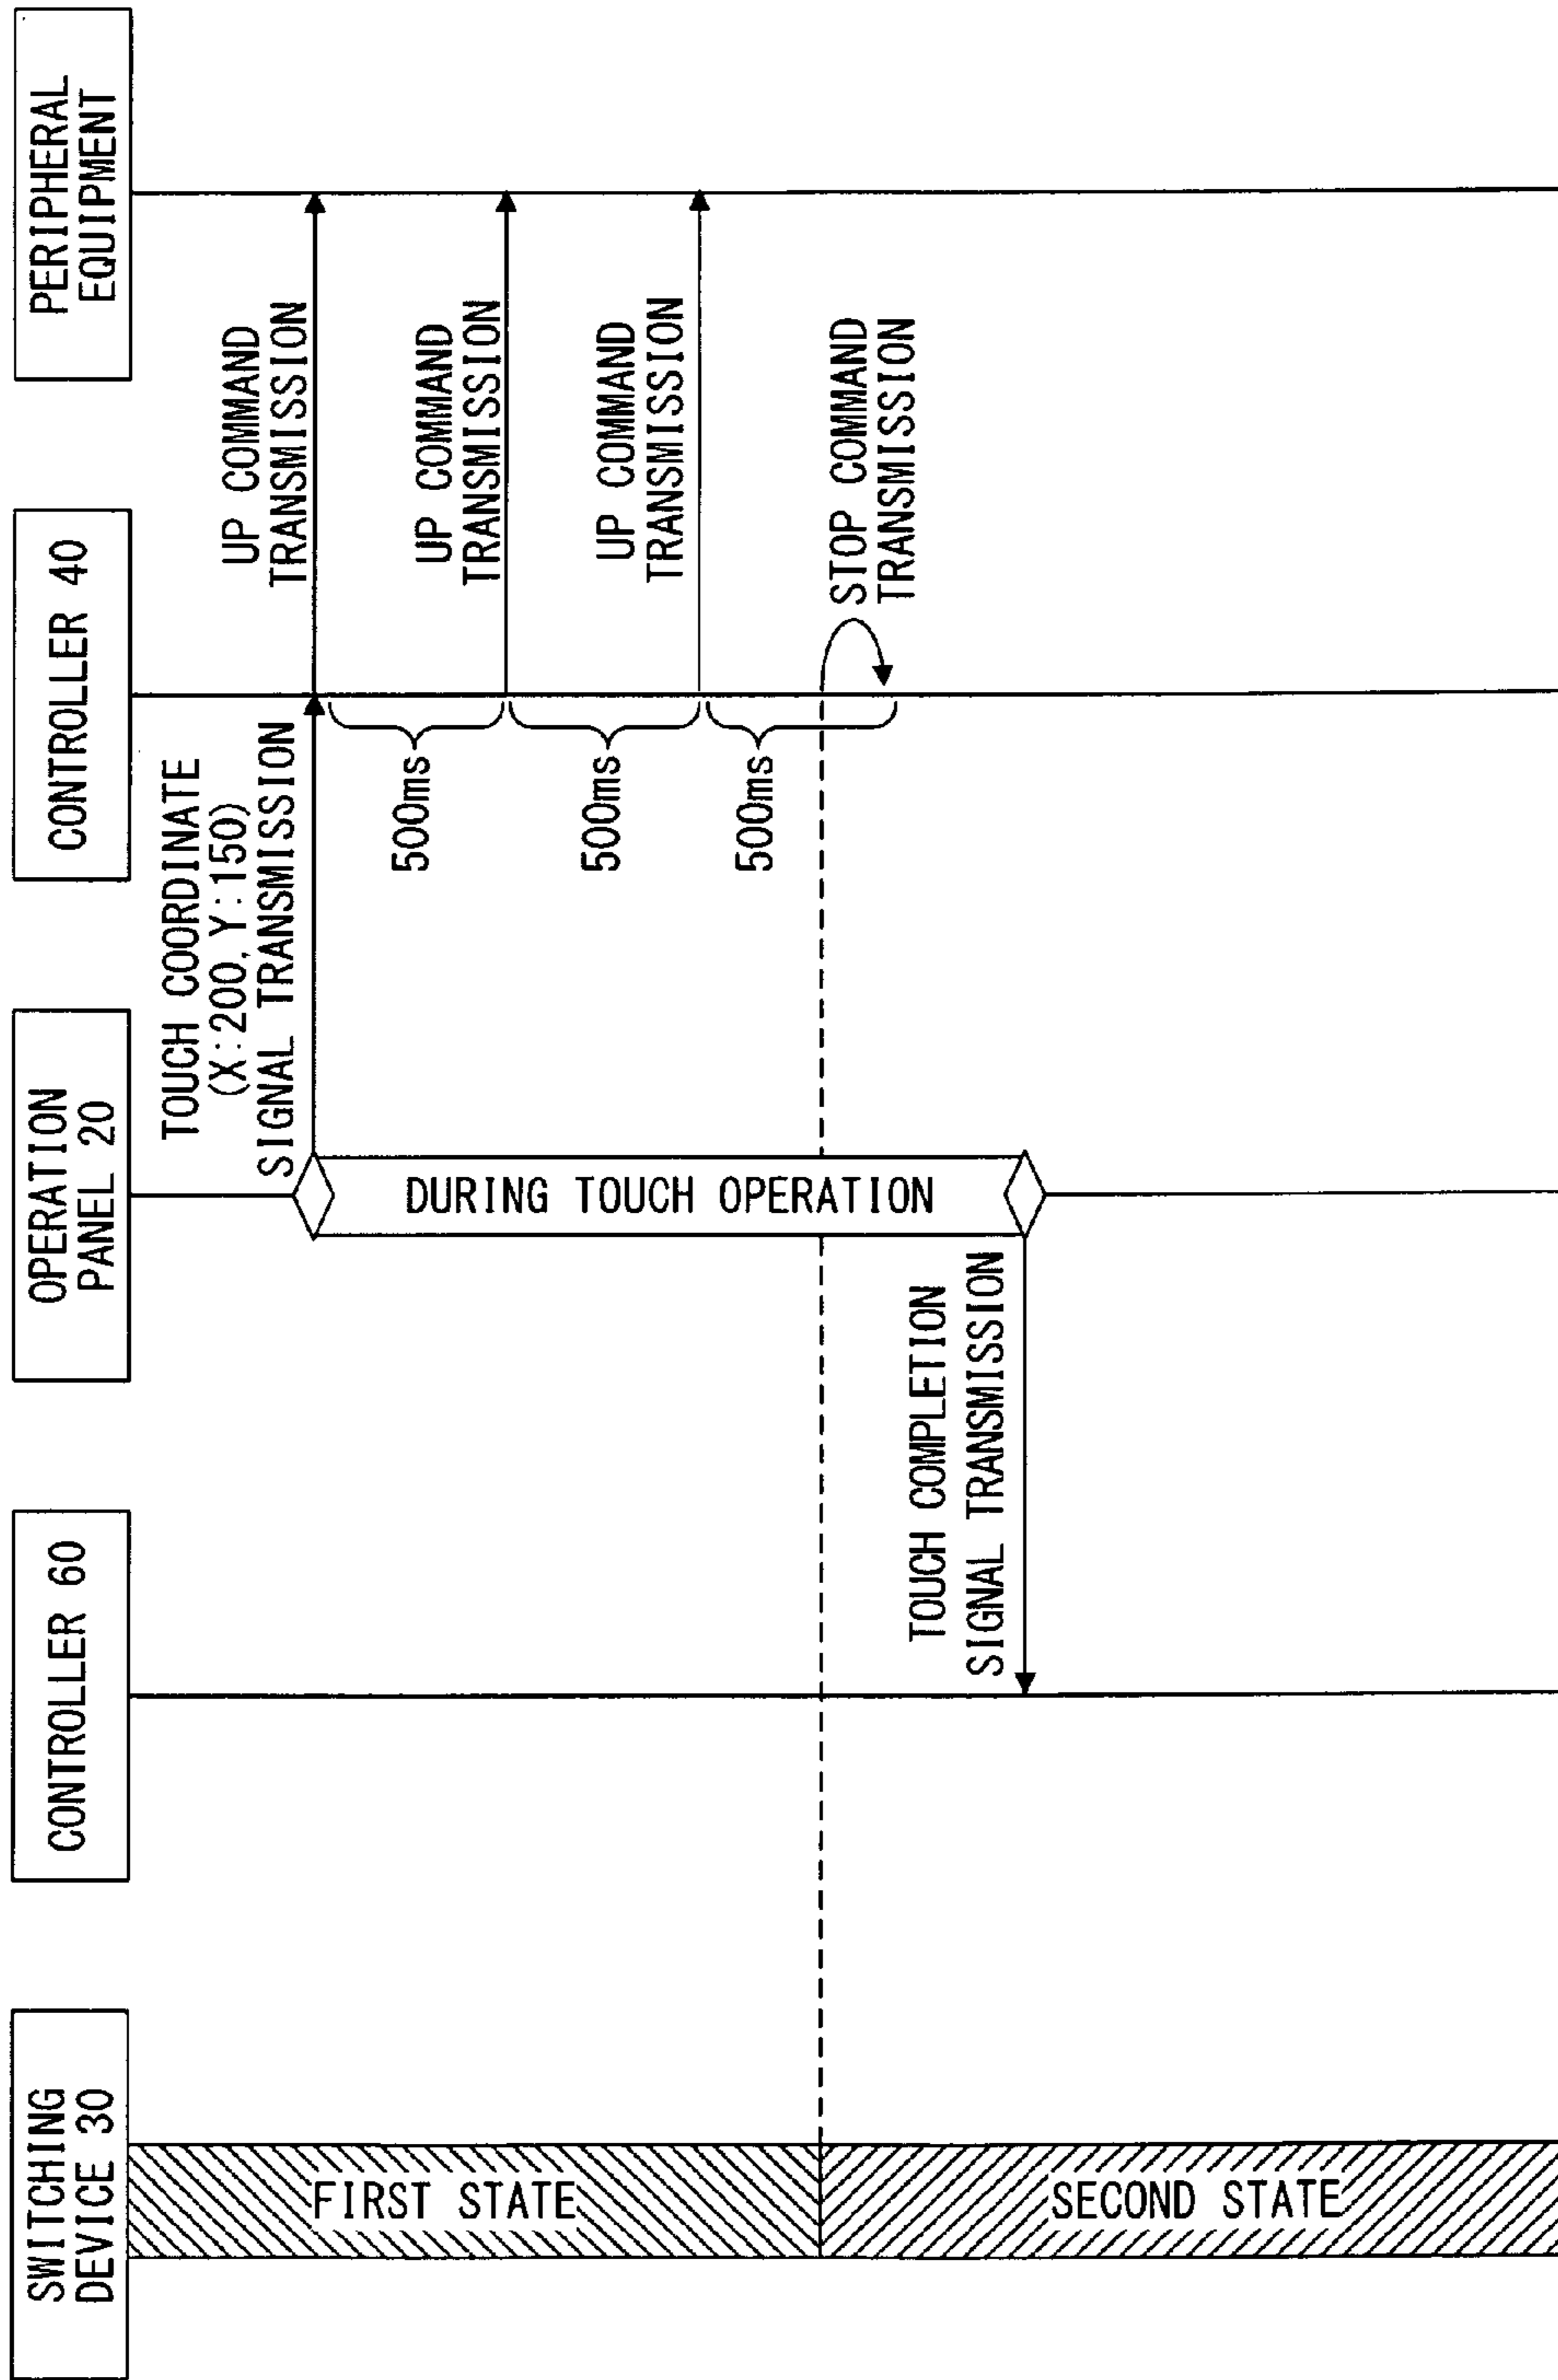 SWITCHING
DEVICE 30
CONTROLLER 60
OPERATION
PANEL 20
CONTROLLER 40
PERIPHERAL
EQUIPMENT
TOUCH COORDINATE
(X:200,Y:150)
SIGNAL TRANSMISSION
UP COMMAND
TRANSMISSION
500ms
UP COMMAND
TRANSMISSION
500ms
UP COMMAND
TRANSMISSION
500ms
STOP COMMAND
TRANSMISSION
DURING TOUCH OPERATION
TOUCH COMPLETION
SIGNAL TRANSMISSION
FIRST STATE
SECOND STATE